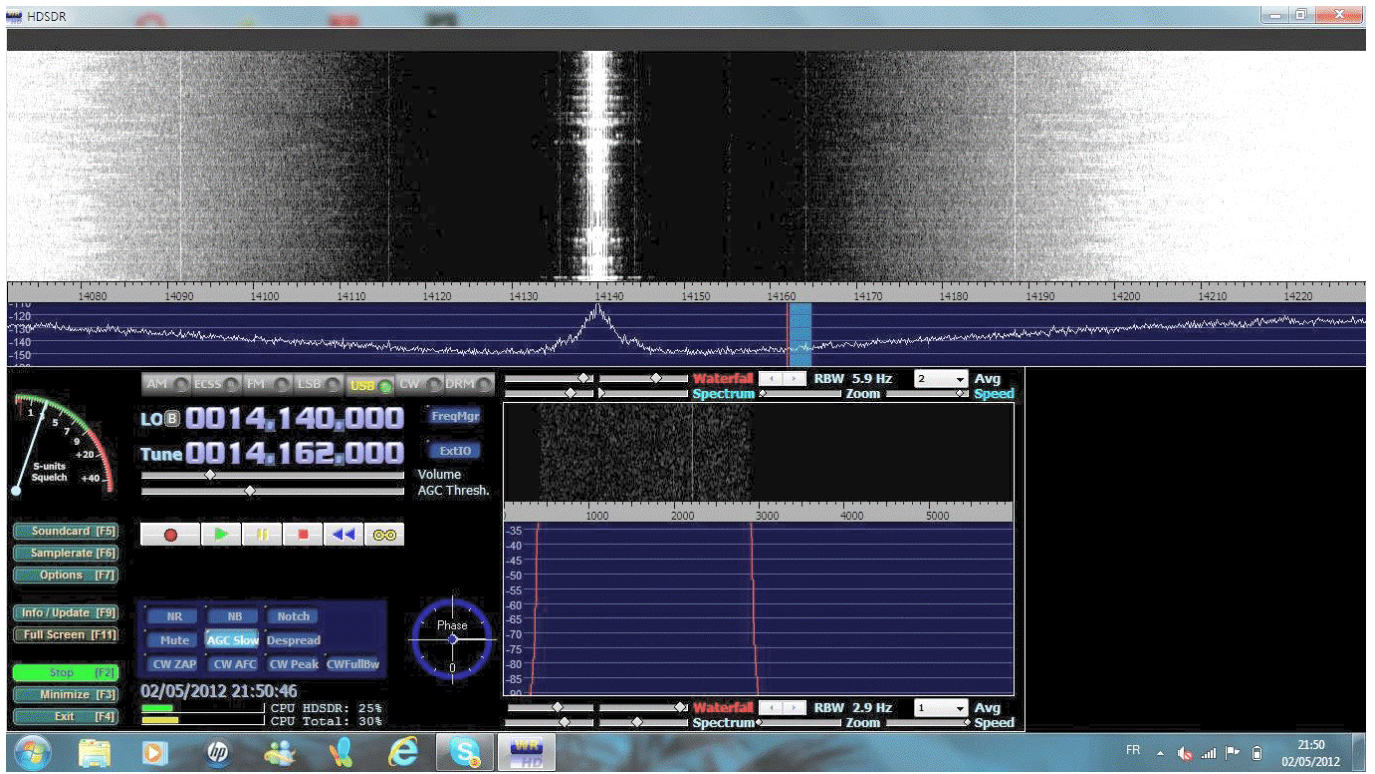 HDSDR
14080 14090 14100 14110 14120 14130 14140 14150 14160 14170 14180 14190 14200 14210 14220
-110
-120
-130
-140
-150
AM ECSS FM LSB USB CW DRM
Waterfall RBW 5.9 Hz 2 Avg
Spectrum Zoom Speed
1 3 5 7 9 +20 +40
S-units
Squelch
LO B 0014,140,000 FreqMgr
Tune 0014,162,000 ExtIO
Volume
AGC Thresh.
1000 2000 3000 4000 5000
-35
-40
-45
-50
-55
-60
-65
-70
-75
-80
-85
-90
Soundcard [F5]
Samplerate [F6]
Options [F7]
Info / Update [F9]
Full Screen [F11]
Stop [F2]
Minimize [F3]
Exit [F4]
NR NB Notch
Mute AGC Slow Despread
CW ZAP CW AFC CW Peak CWFullBw
Phase
0
02/05/2012 21:50:46
CPU HDSDR: 25%
CPU Total: 30%
Waterfall RBW 2.9 Hz 1 Avg
Spectrum Zoom Speed
hp
WR
HD
FR
21:50
02/05/2012